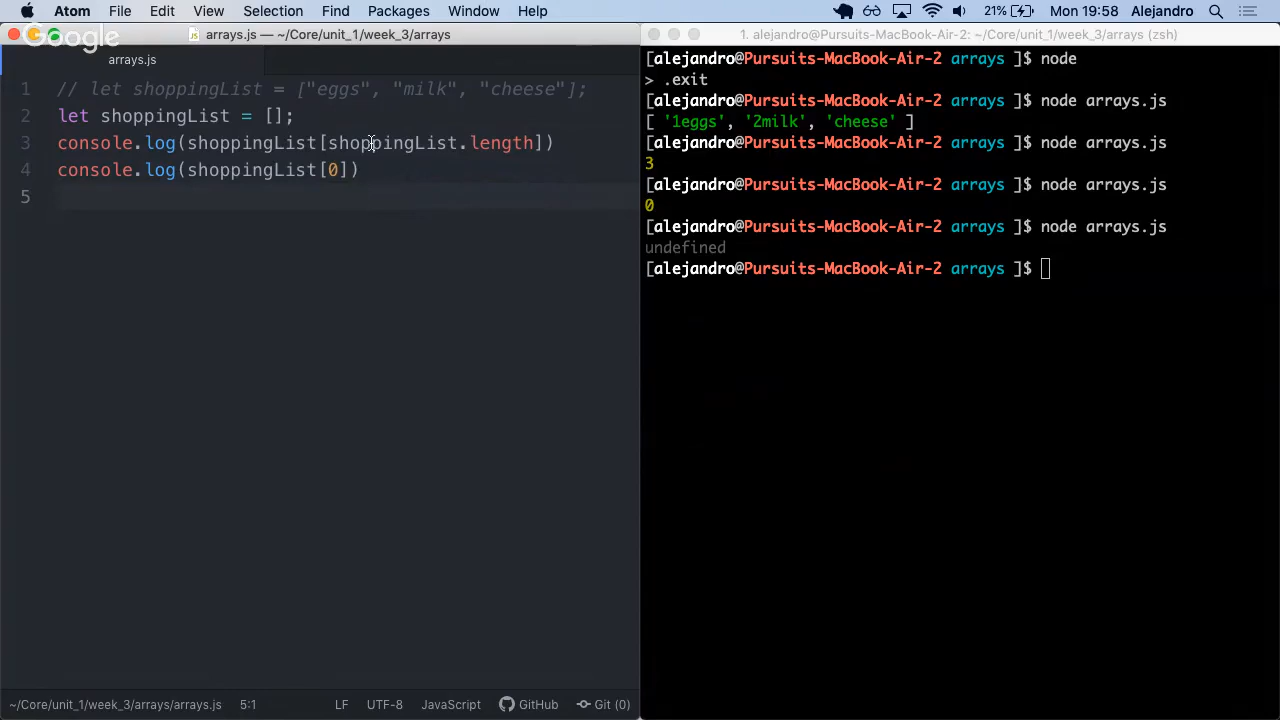 Atom File Edit View Selection Find Packages Window Help 21% Mon 19:58 Alejandro
Google
arrays.js — ~/Core/unit_1/week_3/arrays
arrays.js
1 // let shoppingList = ["eggs", "milk", "cheese"];
2 let shoppingList = [];
3 console.log(shoppingList[shoppingList.length])
4 console.log(shoppingList[0])
5
~/Core/unit_1/week_3/arrays/arrays.js 5:1 LF UTF-8 JavaScript GitHub Git (0)
1. alejandro@Pursuits-MacBook-Air-2: ~/Core/unit_1/week_3/arrays (zsh)
[alejandro@Pursuits-MacBook-Air-2 arrays ]$ node
> .exit
[alejandro@Pursuits-MacBook-Air-2 arrays ]$ node arrays.js
[ '1eggs', '2milk', 'cheese' ]
[alejandro@Pursuits-MacBook-Air-2 arrays ]$ node arrays.js
3
[alejandro@Pursuits-MacBook-Air-2 arrays ]$ node arrays.js
0
[alejandro@Pursuits-MacBook-Air-2 arrays ]$ node arrays.js
undefined
[alejandro@Pursuits-MacBook-Air-2 arrays ]$